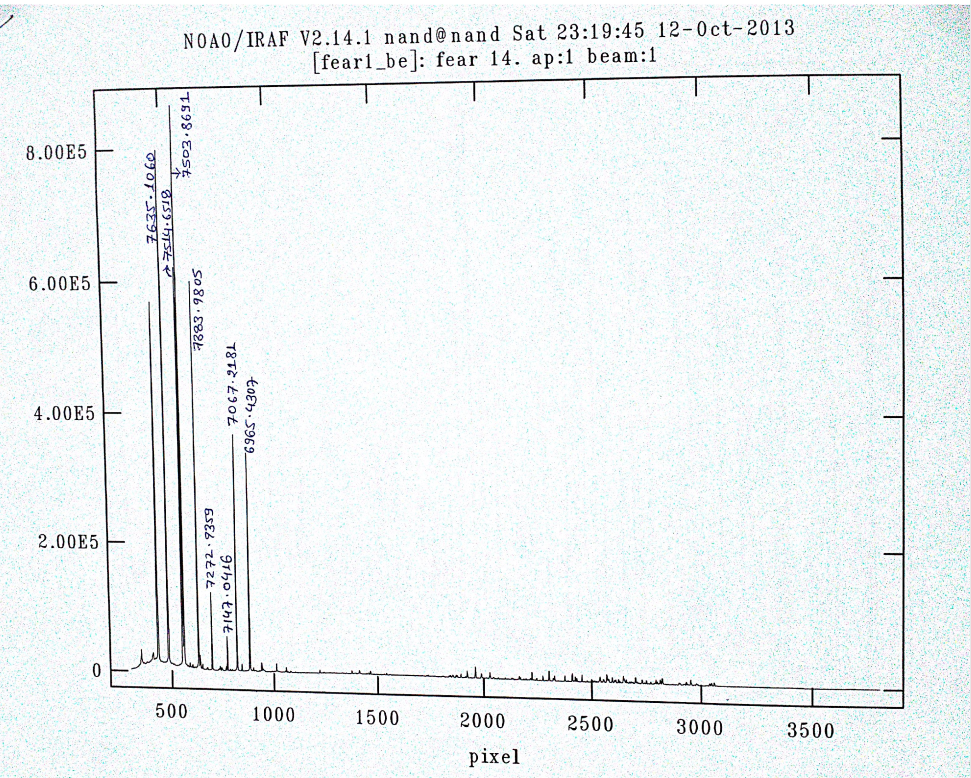 NOAO/IRAF V2.14.1 nand@nand Sat 23:19:45 12-Oct-2013
[fear1_be]: fear 14. ap:1 beam:1
8.00E5
6.00E5
4.00E5
2.00E5
0
7635.1060
7514.6518
7503.8691
7383.9805
7272.9359
7147.0416
7067.2181
6965.4307
500
1000
1500
2000
2500
3000
3500
pixel